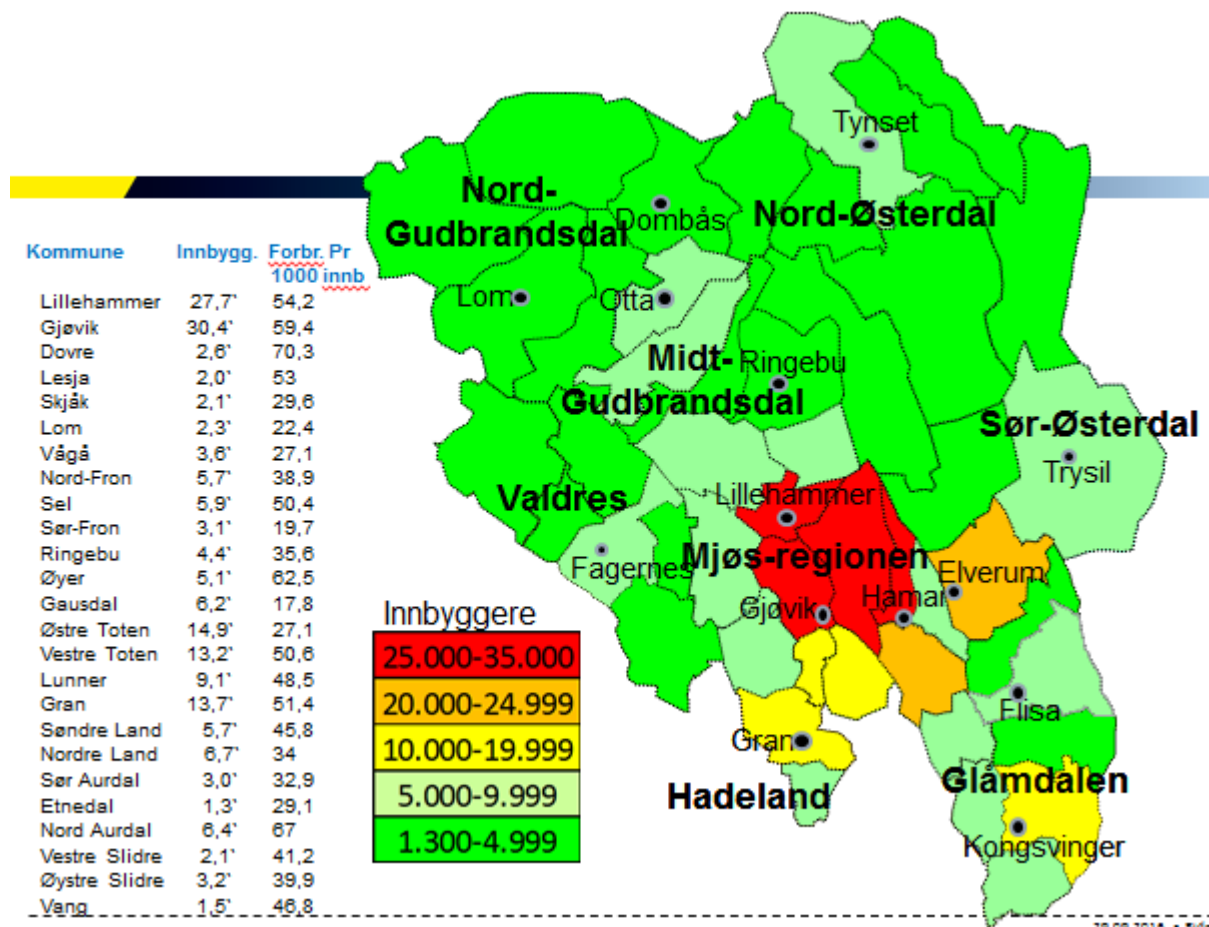 Kommune Innbygg. Forbr. Pr
1000 innb
Lillehammer 27,7' 54,2
Gjøvik 30,4' 59,4
Dovre 2,6' 70,3
Lesja 2,0' 53
Skjåk 2,1' 29,6
Lom 2,3' 22,4
Vågå 3,6' 27,1
Nord-Fron 5,7' 38,9
Sel 5,9' 50,4
Sør-Fron 3,1' 19,7
Ringebu 4,4' 35,6
Øyer 5,1' 62,5
Gausdal 6,2' 17,8
Østre Toten 14,9' 27,1
Vestre Toten 13,2' 50,6
Lunner 9,1' 48,5
Gran 13,7' 51,4
Søndre Land 5,7' 45,8
Nordre Land 6,7' 34
Sør Aurdal 3,0' 32,9
Etnedal 1,3' 29,1
Nord Aurdal 6,4' 67
Vestre Slidre 2,1' 41,2
Øystre Slidre 3,2' 39,9
Vang 1,5' 46,8
Tynset
Nord-
Gudbrandsdal
Dombås
Nord-Østerdal
Lom
Otta
Midt-
Gudbrandsdal
Ringebu
Sør-Østerdal
Trysil
Valdres
Lillehammer
Mjøs-regionen
Fagernes
Elverum
Gjøvik
Hamar
Flisa
Gran
Hadeland
Glåmdalen
Kongsvinger
Innbyggere
25.000-35.000
20.000-24.999
10.000-19.999
5.000-9.999
1.300-4.999